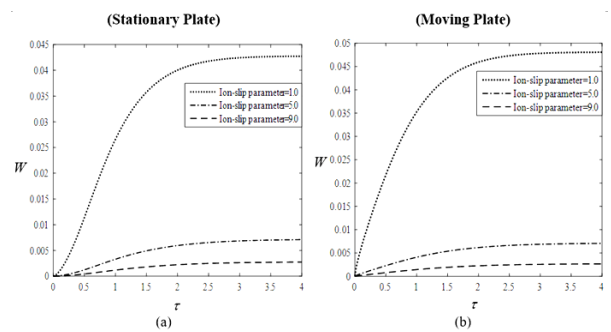 (Stationary Plate)
0.045
0.04
0.035
0.03
0.025
0.02
0.015
0.01
0.005
0
W
Ion-slip parameter=1.0
Ion-slip parameter=5.0
Ion-slip parameter=9.0
0 0.5 1 1.5 2 2.5 3 3.5 4
τ
(a)
(Moving Plate)
0.05
0.045
0.04
0.035
0.03
0.025
0.02
0.015
0.01
0.005
0
W
Ion-slip parameter=1.0
Ion-slip parameter=5.0
Ion-slip parameter=9.0
0 0.5 1 1.5 2 2.5 3 3.5 4
τ
(b)